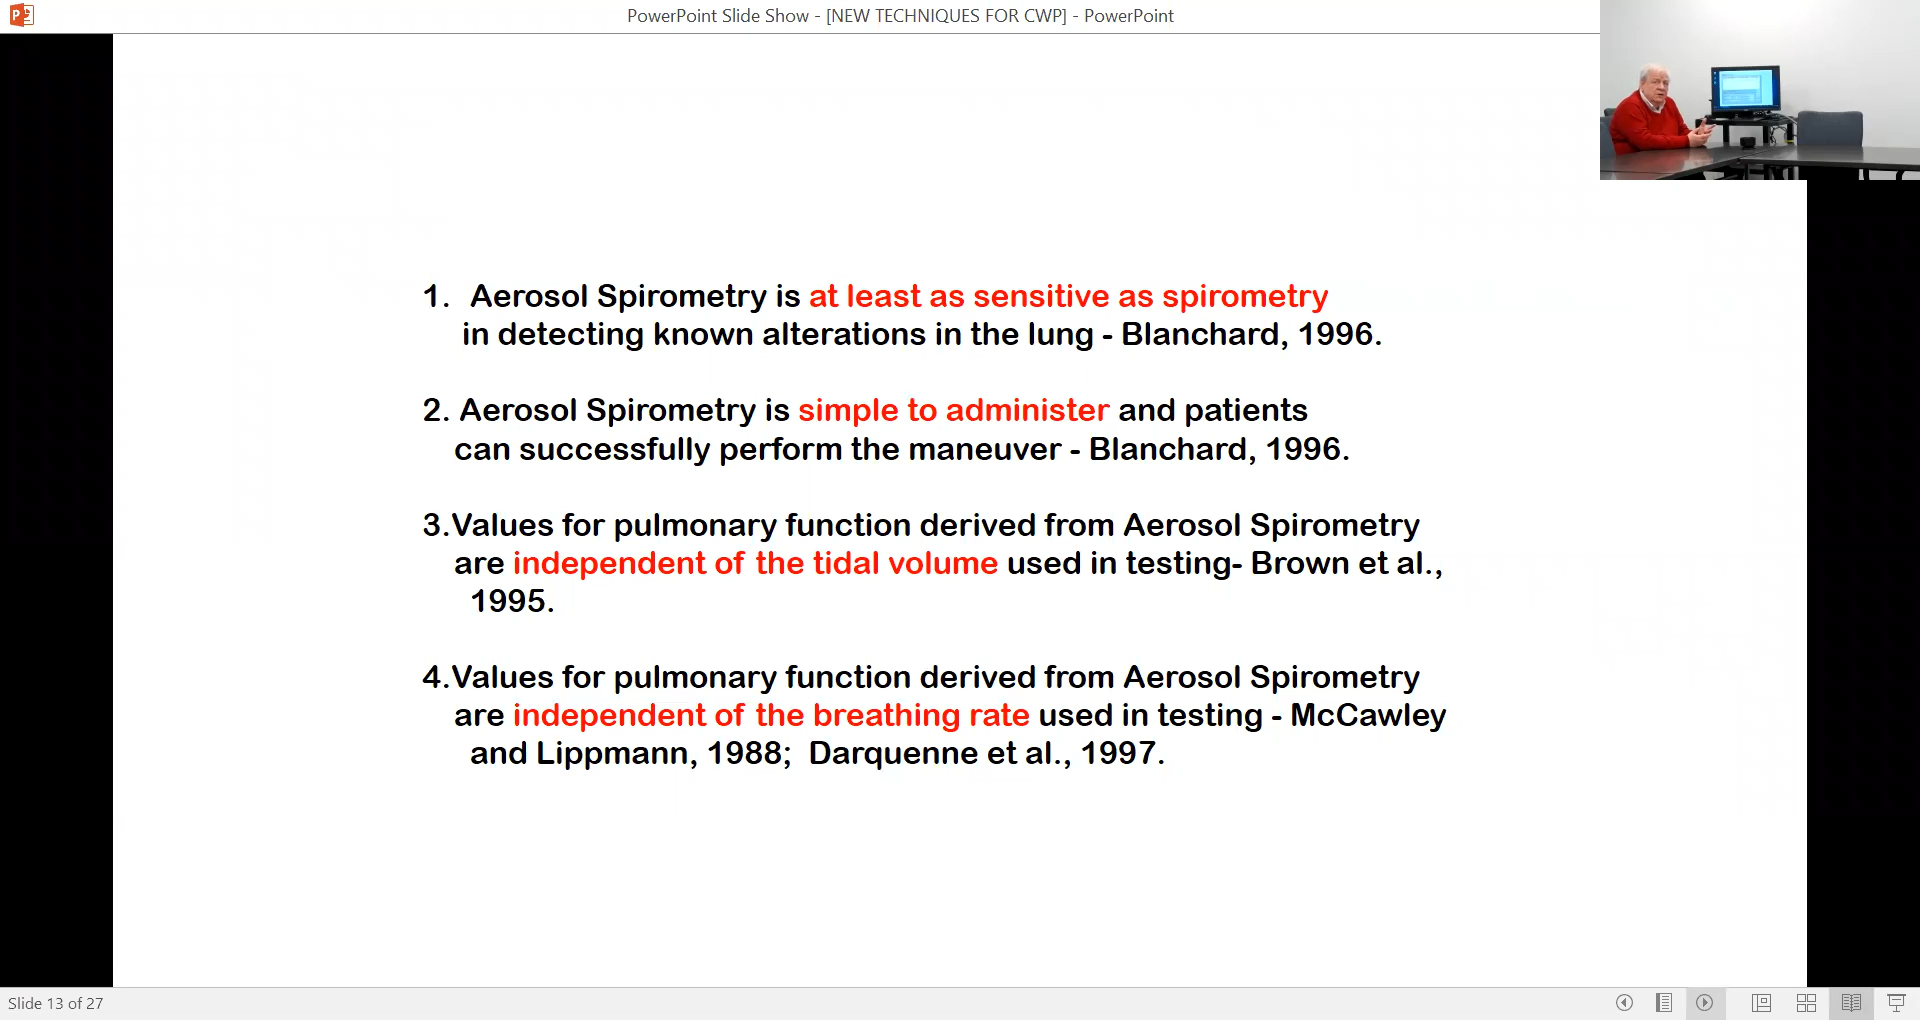 PowerPoint Slide Show - [NEW TECHNIQUES FOR CWP] - PowerPoint
1. Aerosol Spirometry is at least as sensitive as spirometry
in detecting known alterations in the lung - Blanchard, 1996.
2. Aerosol Spirometry is simple to administer and patients
can successfully perform the maneuver - Blanchard, 1996.
3.Values for pulmonary function derived from Aerosol Spirometry
are independent of the tidal volume used in testing- Brown et al.,
1995.
4.Values for pulmonary function derived from Aerosol Spirometry
are independent of the breathing rate used in testing - McCawley
and Lippmann, 1988; Darquenne et al., 1997.
Slide 13 of 27